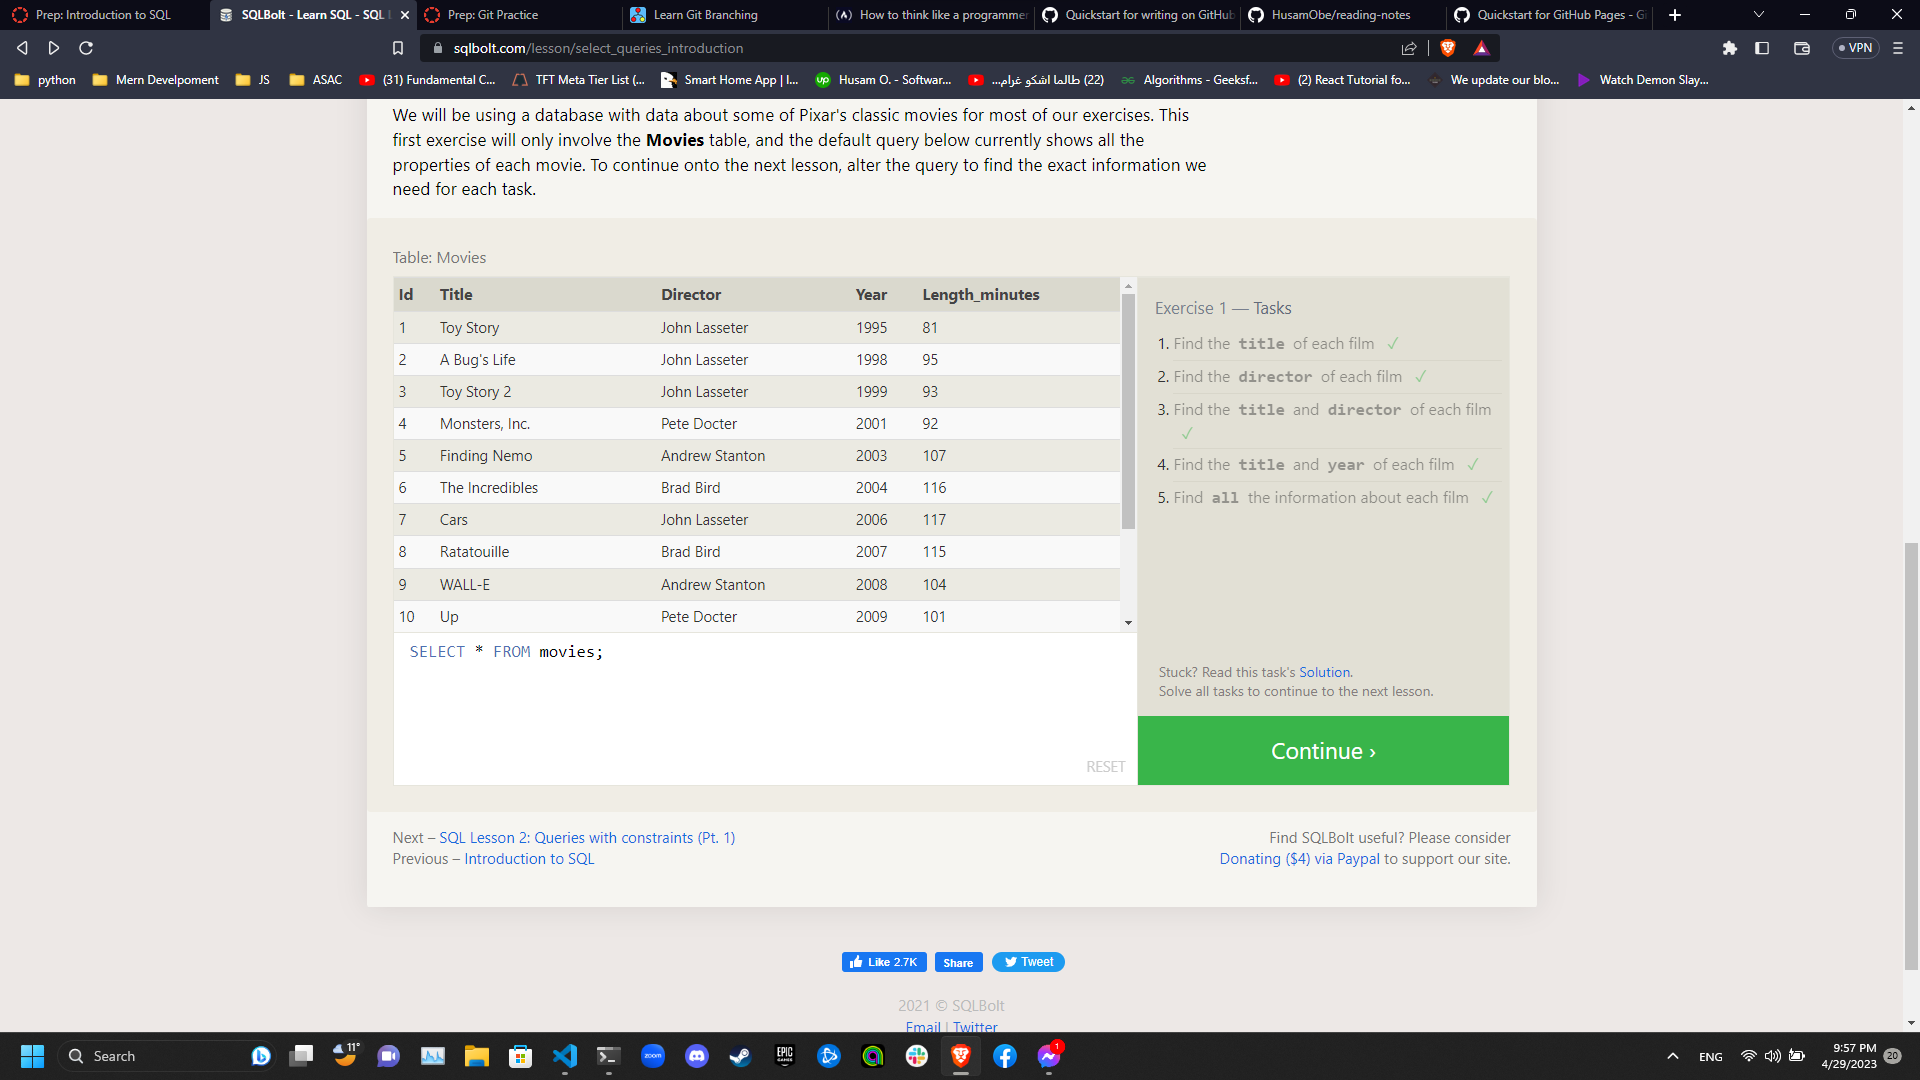 Prep: Introduction to SQL
SQLBolt - Learn SQL - SQL
Prep: Git Practice
Learn Git Branching
How to think like a programmer
Quickstart for writing on GitHub
HusamObe/reading-notes
Quickstart for GitHub Pages - G
sqlbolt.com/lesson/select_queries_introduction
VPN
python
Mern Develpoment
JS
ASAC
(31) Fundamental C...
TFT Meta Tier List (...
Smart Home App | I...
up
Husam O. - Softwar...
(22) طالما اشكو غرام...
Algorithms - Geeksf...
(2) React Tutorial fo...
We update our blo...
Watch Demon Slay...
We will be using a database with data about some of Pixar's classic movies for most of our exercises. This
first exercise will only involve the Movies table, and the default query below currently shows all the
properties of each movie. To continue onto the next lesson, alter the query to find the exact information we
need for each task.
Table: Movies
Id Title Director Year Length_minutes
1 Toy Story John Lasseter 1995 81
2 A Bug's Life John Lasseter 1998 95
3 Toy Story 2 John Lasseter 1999 93
4 Monsters, Inc. Pete Docter 2001 92
5 Finding Nemo Andrew Stanton 2003 107
6 The Incredibles Brad Bird 2004 116
7 Cars John Lasseter 2006 117
8 Ratatouille Brad Bird 2007 115
9 WALL-E Andrew Stanton 2008 104
10 Up Pete Docter 2009 101
SELECT * FROM movies;
RESET
Exercise 1 — Tasks
1. Find the title of each film ✓
2. Find the director of each film ✓
3. Find the title and director of each film
✓
4. Find the title and year of each film ✓
5. Find all the information about each film ✓
Stuck? Read this task's Solution.
Solve all tasks to continue to the next lesson.
Continue ›
Next – SQL Lesson 2: Queries with constraints (Pt. 1)
Previous – Introduction to SQL
Find SQLBolt useful? Please consider
Donating ($4) via Paypal to support our site.
Like 2.7K
Share
Tweet
2021 © SQLBolt
Email | Twitter
Search
11°
zoom
EPIC GAMES
1
ENG
9:57 PM
4/29/2023
20